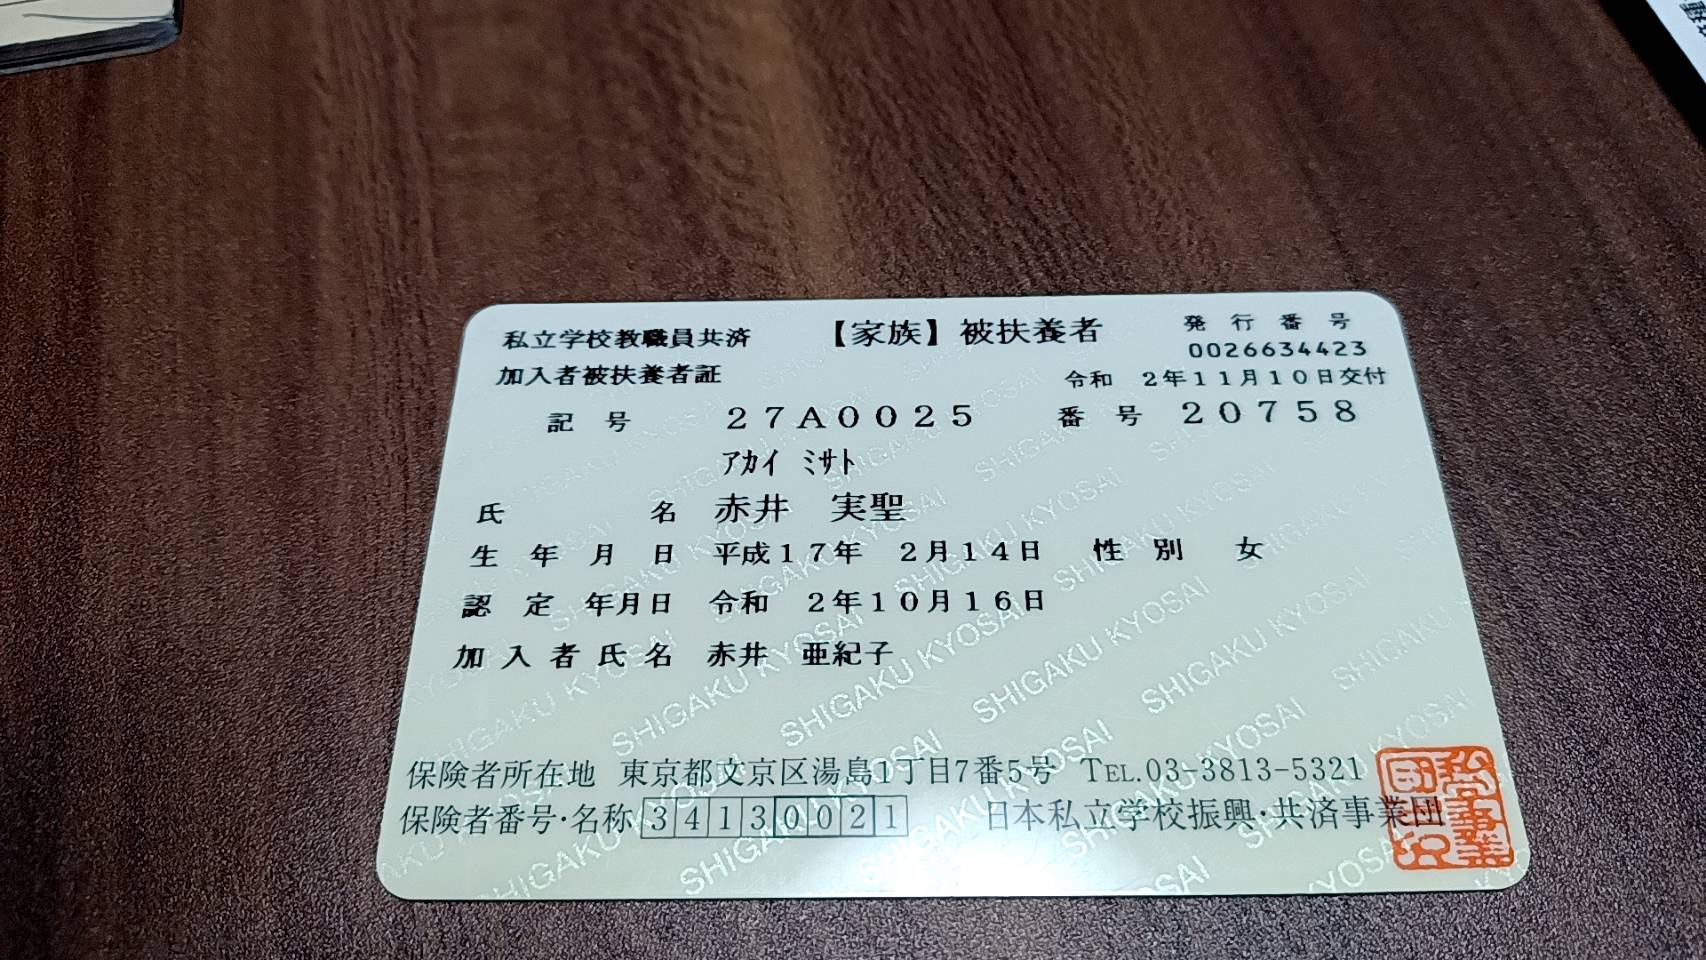 私立学校教職員共済 【家族】被扶養者 発行番号
0026634423
加入者被扶養者証 令和 2年11月10日交付
記号 27A0025 番号 20758
ｱｶｲ ﾐｻﾄ
氏名 赤井 実聖
生年月日 平成17年 2月14日 性別 女
認定年月日 令和 2年10月16日
加入者氏名 赤井 亜紀子
保険者所在地 東京都文京区湯島1丁目7番5号 TEL.03-3813-5321
保険者番号・名称 34130021 日本私立学校振興・共済事業団
SHIGAKU KYOSAI